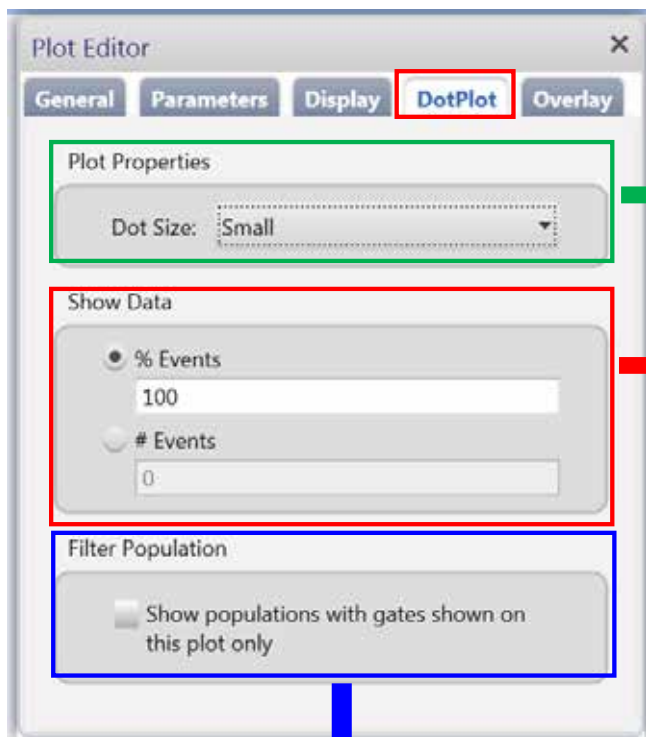 Plot Editor
General Parameters Display DotPlot Overlay
Plot Properties
Dot Size: Small
Show Data
% Events
100
# Events
0
Filter Population
Show populations with gates shown on
this plot only